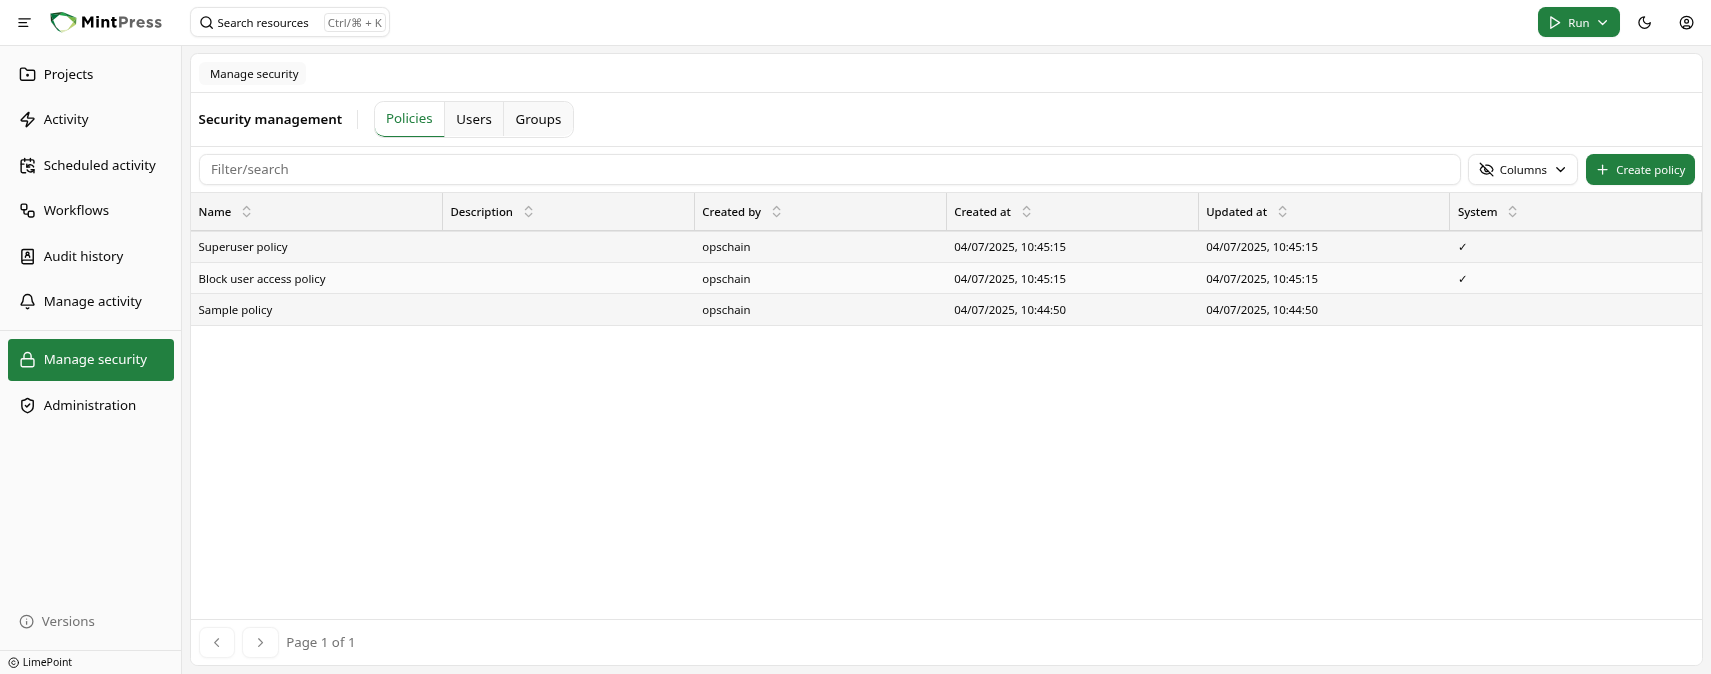 MintPress
Search resources Ctrl/⌘ + K
Run
Projects
Activity
Scheduled activity
Workflows
Audit history
Manage activity
Manage security
Administration
Versions
© LimePoint
Manage security
Security management
Policies Users Groups
Filter/search
Columns
Create policy
Name Description Created by Created at Updated at System
Superuser policy opschain 04/07/2025, 10:45:15 04/07/2025, 10:45:15 ✓
Block user access policy opschain 04/07/2025, 10:45:15 04/07/2025, 10:45:15 ✓
Sample policy opschain 04/07/2025, 10:44:50 04/07/2025, 10:44:50
Page 1 of 1